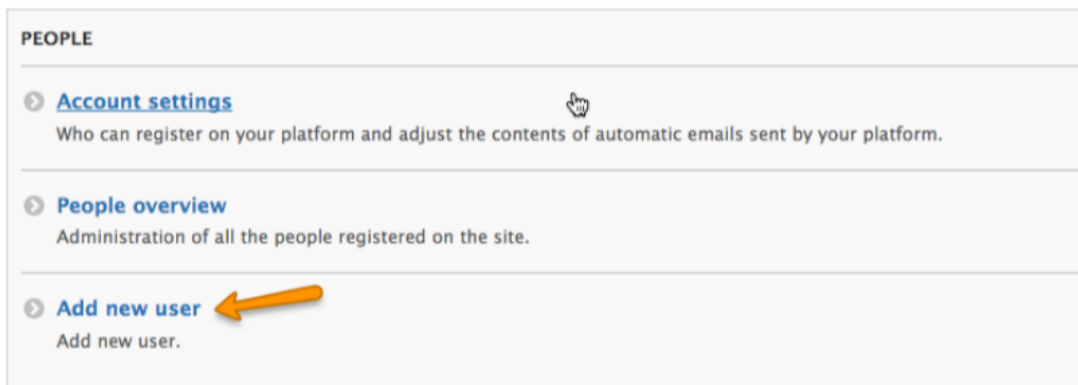 PEOPLE
Account settings
Who can register on your platform and adjust the contents of automatic emails sent by your platform.
People overview
Administration of all the people registered on the site.
Add new user
Add new user.